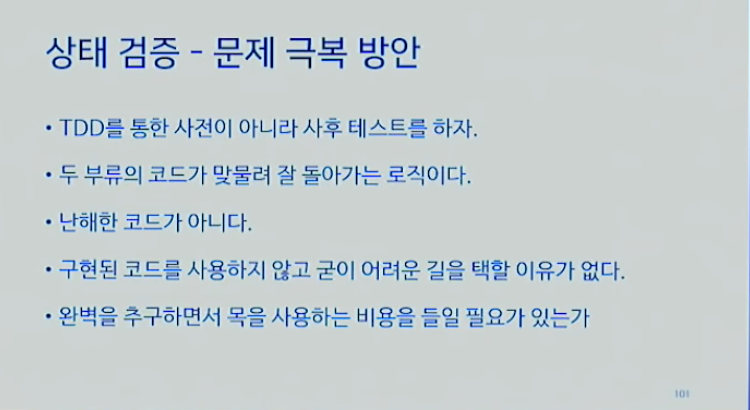 상태 검증 - 문제 극복 방안
• TDD를 통한 사전이 아니라 사후 테스트를 하자.
• 두 부류의 코드가 맞물려 잘 돌아가는 로직이다.
• 난해한 코드가 아니다.
• 구현된 코드를 사용하지 않고 굳이 어려운 길을 택할 이유가 없다.
• 완벽을 추구하면서 목을 사용하는 비용을 들일 필요가 있는가
101